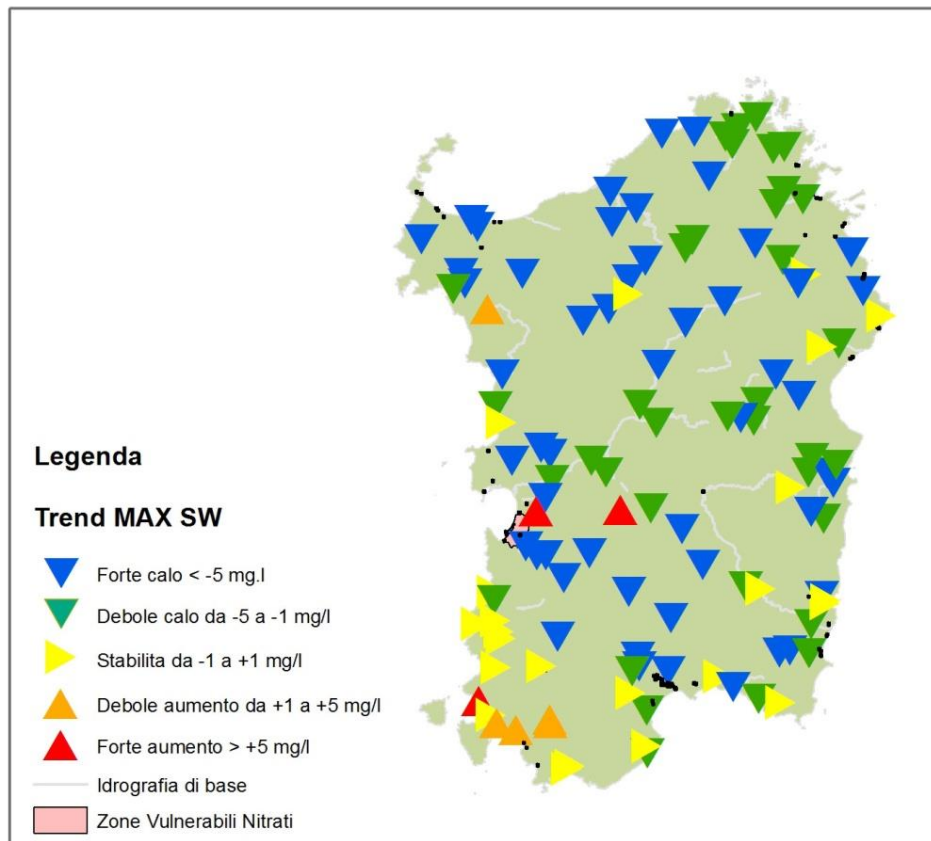 Legenda
Trend MAX SW
Forte calo < -5 mg.l
Debole calo da -5 a -1 mg/l
Stabilita da -1 a +1 mg/l
Debole aumento da +1 a +5 mg/l
Forte aumento > +5 mg/l
Idrografia di base
Zone Vulnerabili Nitrati